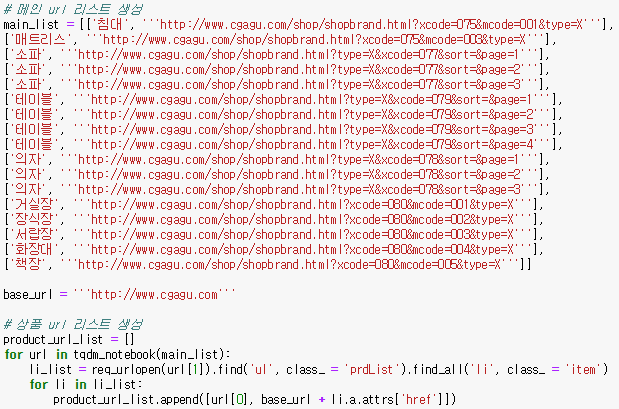 # 메인 url 리스트 생성
main_list = [['침대', '''http://www.cgagu.com/shop/shopbrand.html?xcode=075&mcode=001&type=X'''],
['매트리스', '''http://www.cgagu.com/shop/shopbrand.html?xcode=075&mcode=003&type=X'''],
['소파', '''http://www.cgagu.com/shop/shopbrand.html?type=X&xcode=077&sort=&page=1'''],
['소파', '''http://www.cgagu.com/shop/shopbrand.html?type=X&xcode=077&sort=&page=2'''],
['소파', '''http://www.cgagu.com/shop/shopbrand.html?type=X&xcode=077&sort=&page=3'''],
['테이블', '''http://www.cgagu.com/shop/shopbrand.html?type=X&xcode=079&sort=&page=1'''],
['테이블', '''http://www.cgagu.com/shop/shopbrand.html?type=X&xcode=079&sort=&page=2'''],
['테이블', '''http://www.cgagu.com/shop/shopbrand.html?type=X&xcode=079&sort=&page=3'''],
['테이블', '''http://www.cgagu.com/shop/shopbrand.html?type=X&xcode=079&sort=&page=4'''],
['의자', '''http://www.cgagu.com/shop/shopbrand.html?type=X&xcode=078&sort=&page=1'''],
['의자', '''http://www.cgagu.com/shop/shopbrand.html?type=X&xcode=078&sort=&page=2'''],
['의자', '''http://www.cgagu.com/shop/shopbrand.html?type=X&xcode=078&sort=&page=3'''],
['거실장', '''http://www.cgagu.com/shop/shopbrand.html?xcode=080&mcode=001&type=X'''],
['장식장', '''http://www.cgagu.com/shop/shopbrand.html?xcode=080&mcode=002&type=X'''],
['서랍장', '''http://www.cgagu.com/shop/shopbrand.html?xcode=080&mcode=003&type=X'''],
['화장대', '''http://www.cgagu.com/shop/shopbrand.html?xcode=080&mcode=004&type=X'''],
['책장', '''http://www.cgagu.com/shop/shopbrand.html?xcode=080&mcode=005&type=X''']]
base_url = '''http://www.cgagu.com'''
# 상품 url 리스트 생성
product_url_list = []
for url in tqdm_notebook(main_list):
    li_list = req_urlopen(url[1]).find('ul', class_ = 'prdList').find_all('li', class_ = 'item')
    for li in li_list:
        product_url_list.append([url[0], base_url + li.a.attrs['href']])